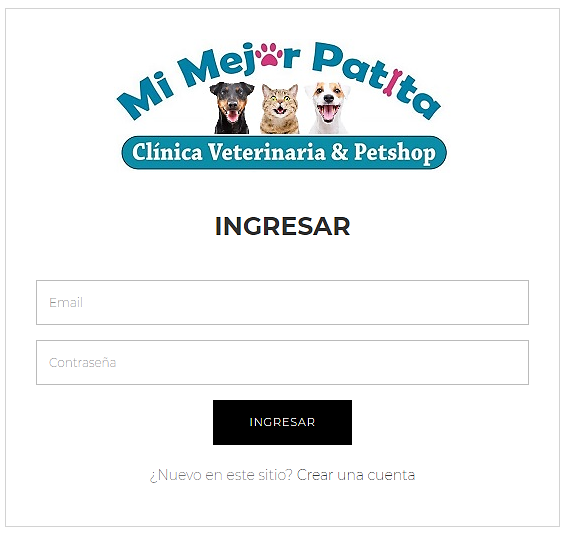 Mi Mejor Patita
Clínica Veterinaria & Petshop
INGRESAR
Email
Contraseña
INGRESAR
¿Nuevo en este sitio? Crear una cuenta